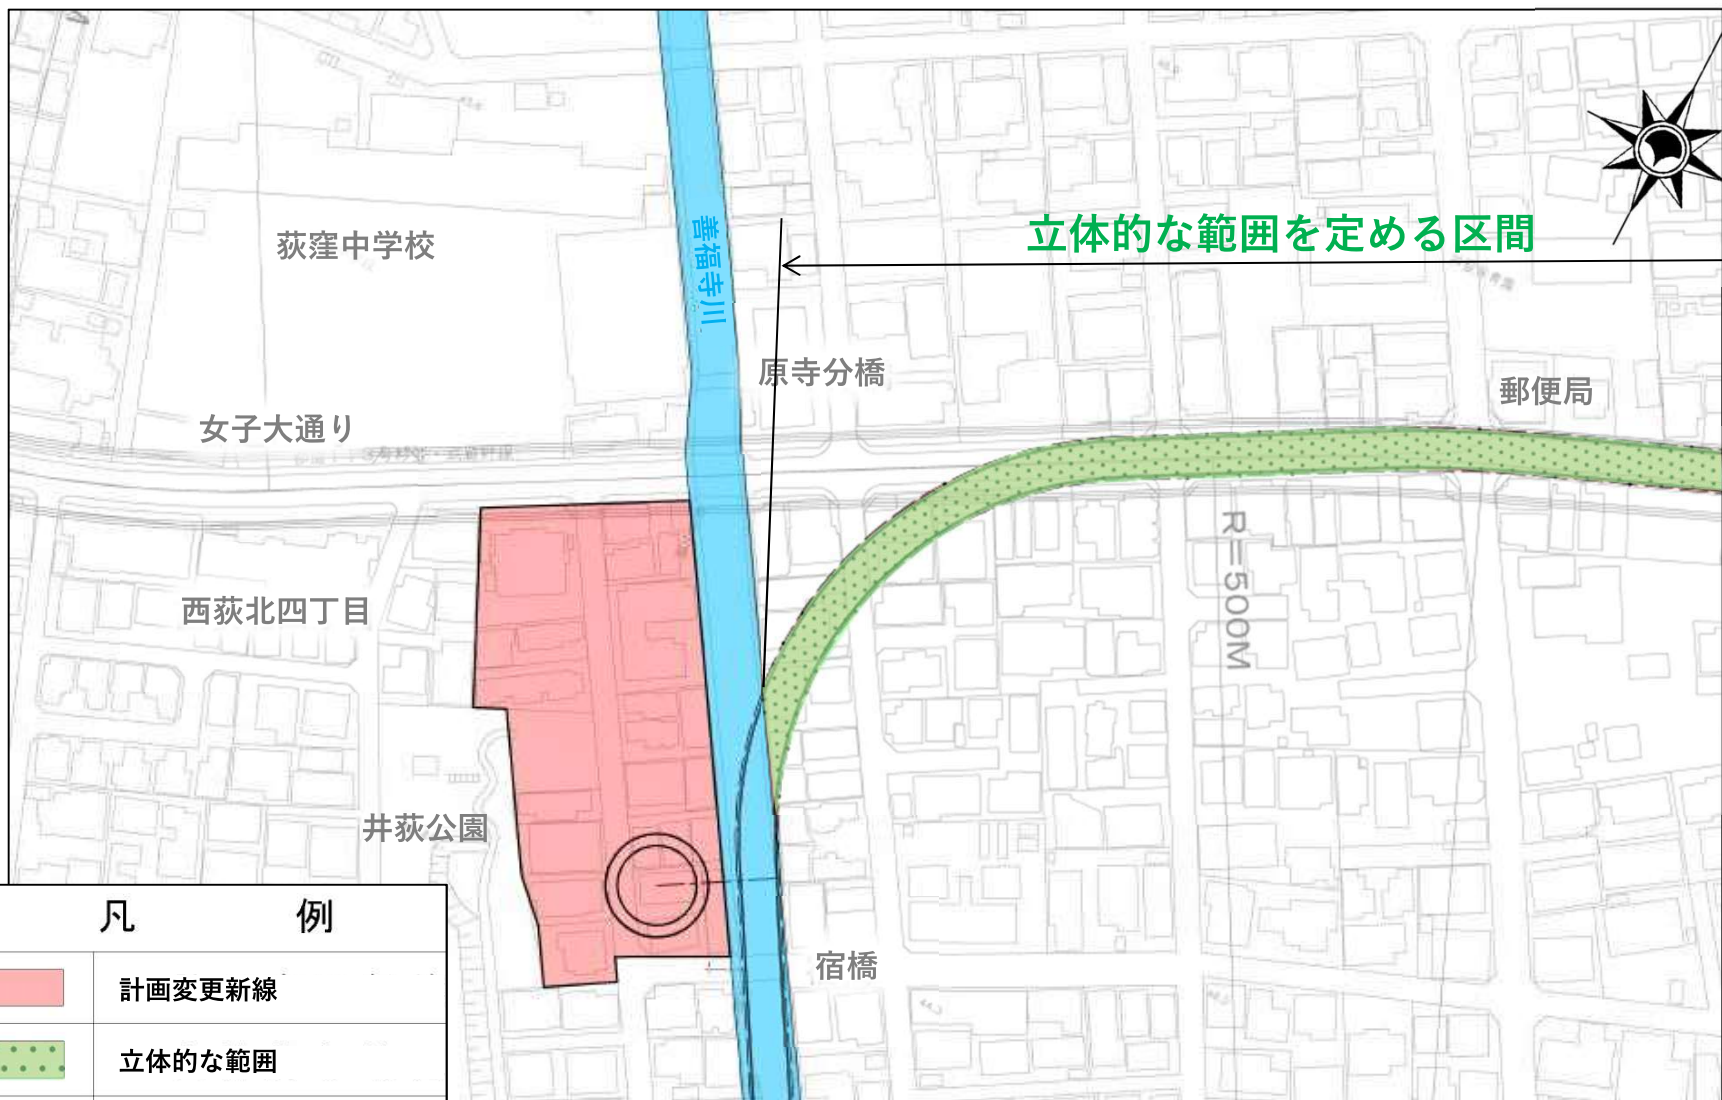 立体的な範囲を定める区間
荻窪中学校
善福寺川
原寺分橋
郵便局
女子大通り
R=500M
西荻北四丁目
井荻公園
宿橋
凡 例
計画変更新線
立体的な範囲